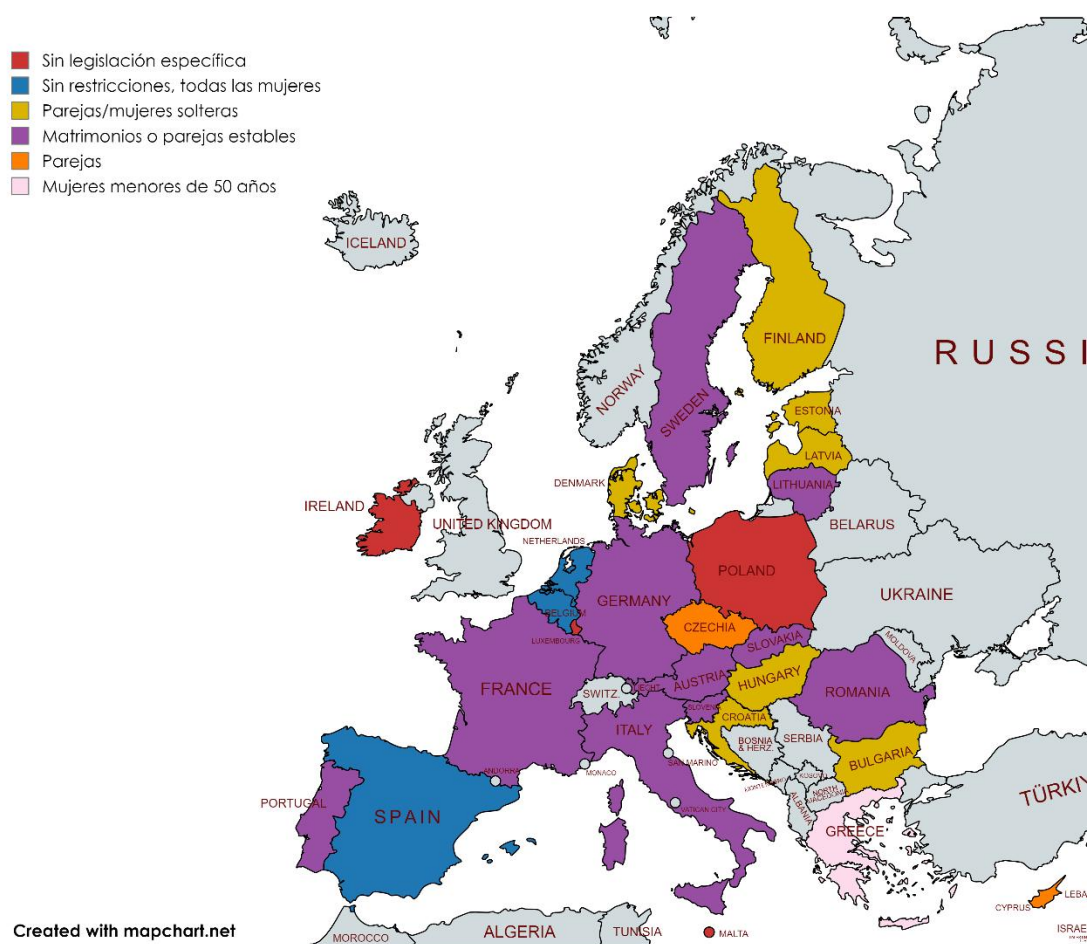 Sin legislación específica
Sin restricciones, todas las mujeres
Parejas/mujeres solteras
Matrimonios o parejas estables
Parejas
Mujeres menores de 50 años
ICELAND
FINLAND
RUSSI
NORWAY
SWEDEN
ESTONIA
LATVIA
DENMARK
LITHUANIA
IRELAND
UNITED KINGDOM
BELARUS
NETHERLANDS
POLAND
GERMANY
UKRAINE
BELGIUM
CZECHIA
LUXEMBOURG
SLOVAKIA
MOLDOVA
FRANCE
SWITZ.
LIECHT.
AUSTRIA
HUNGARY
ROMANIA
SLOVENIA
ITALY
CROATIA
BOSNIA
& HERZ.
SERBIA
SAN MARINO
BULGARIA
ANDORRA
MONACO
MONTENEGRO
KOSOVO
NORTH
MACEDONIA
ALBANIA
TÜRKIY
PORTUGAL
SPAIN
VATICAN CITY
GREECE
CYPRUS
LEBA
ISRAE
Created with mapchart.net
MOROCCO
ALGERIA
TUNISIA
MALTA